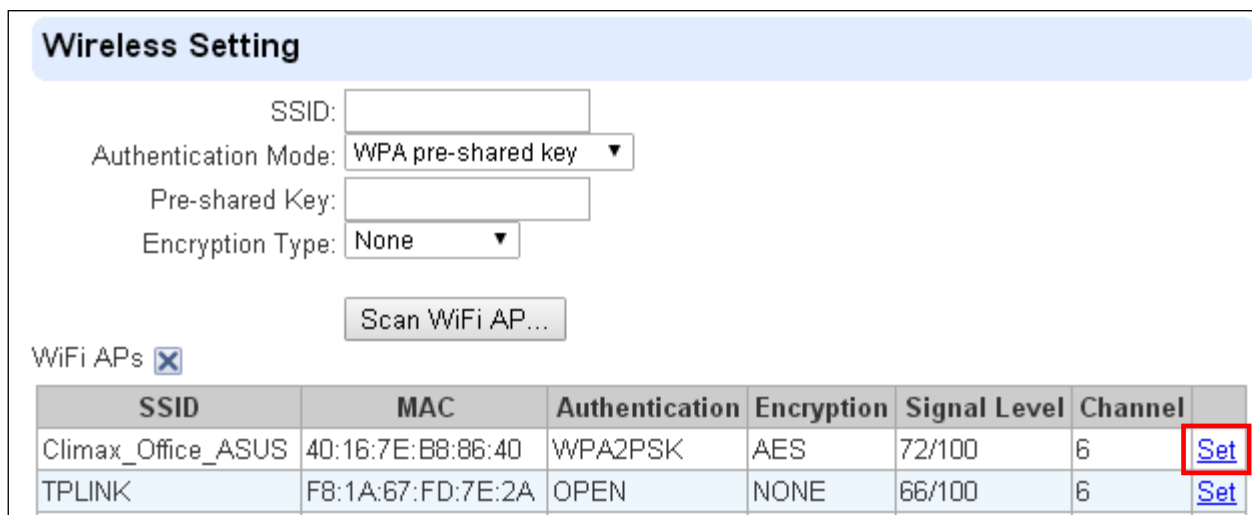 Wireless Setting
SSID:
Authentication Mode: WPA pre-shared key
Pre-shared Key:
Encryption Type: None
Scan WiFi AP...
WiFi APs
SSID MAC Authentication Encryption Signal Level Channel
Climax_Office_ASUS 40:16:7E:B8:86:40 WPA2PSK AES 72/100 6 Set
TPLINK F8:1A:67:FD:7E:2A OPEN NONE 66/100 6 Set